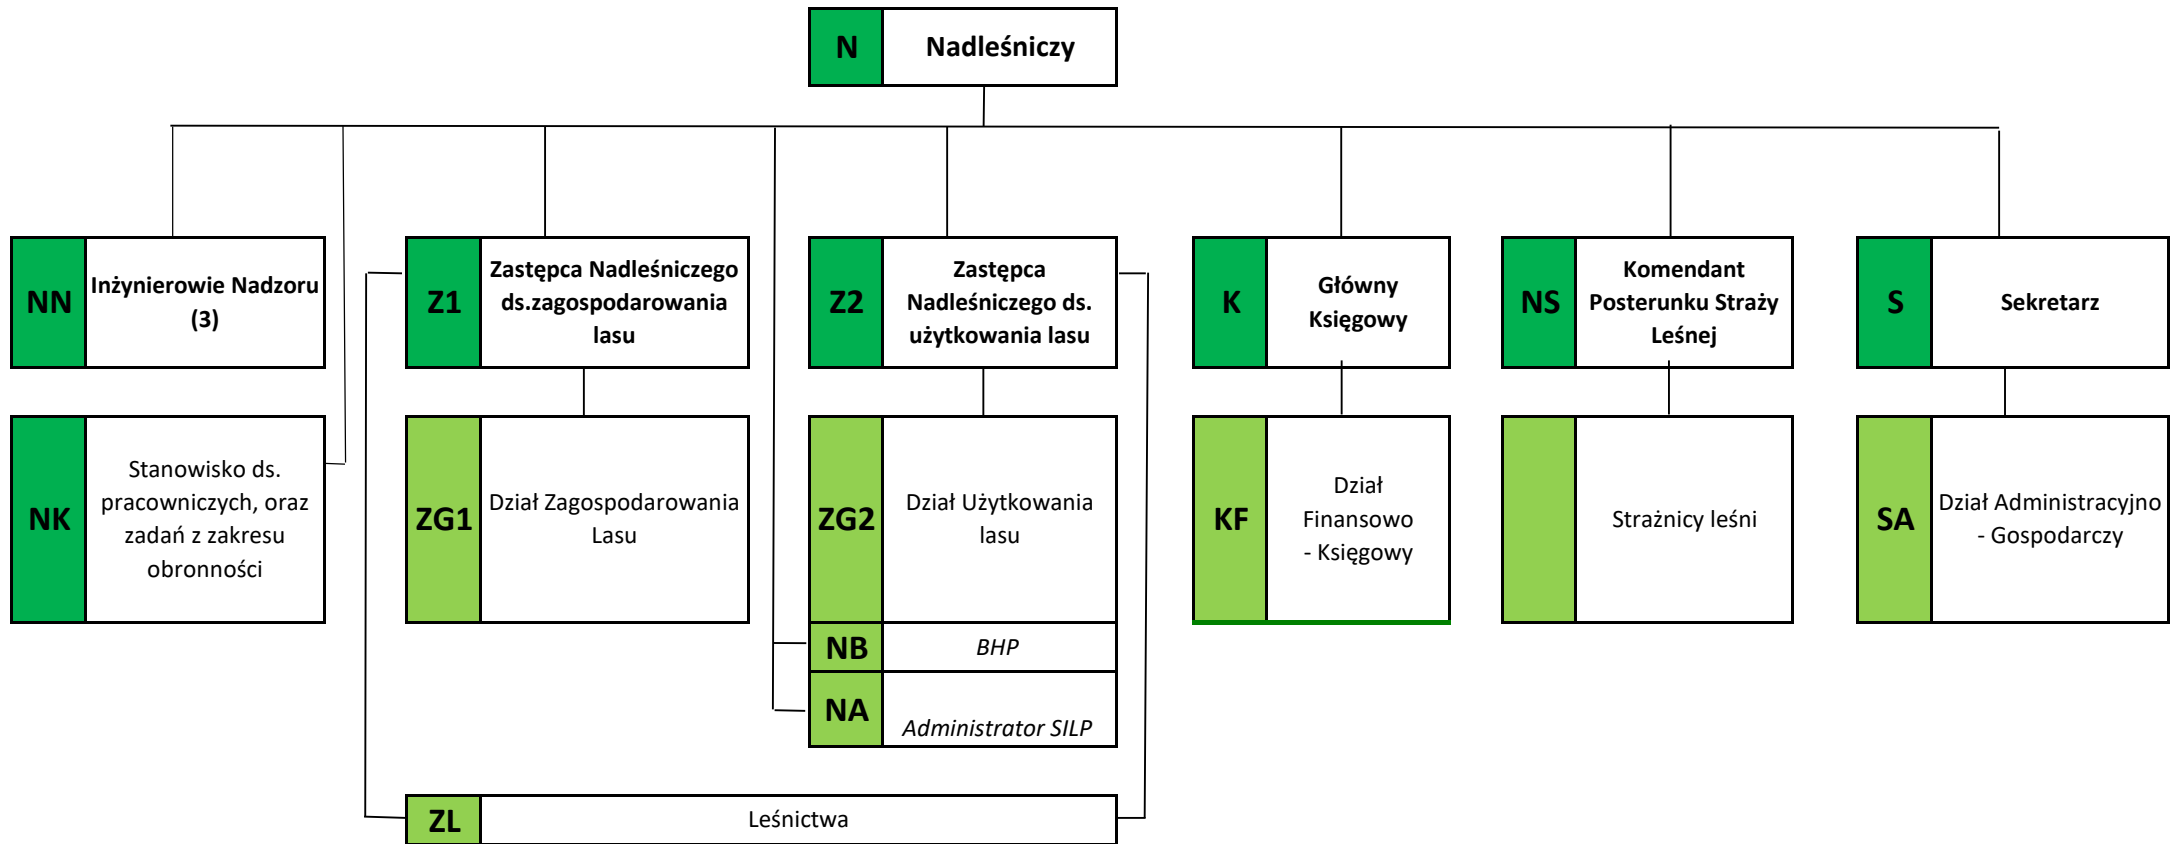 N
Nadleśniczy
NN
Inżynierowie Nadzoru
(3)
Z1
Zastępca Nadleśniczego
ds.zagospodarowania
lasu
Z2
Zastępca
Nadleśniczego ds.
użytkowania lasu
K
Główny
Księgowy
NS
Komendant
Posterunku Straży
Leśnej
S
Sekretarz
NK
Stanowisko ds.
pracowniczych, oraz
zadań z zakresu
obronności
ZG1
Dział Zagospodarowania
Lasu
ZG2
Dział Użytkowania
lasu
KF
Dział
Finansowo
- Księgowy
Strażnicy leśni
SA
Dział Administracyjno
- Gospodarczy
NB
BHP
NA
Administrator SILP
ZL
Leśnictwa